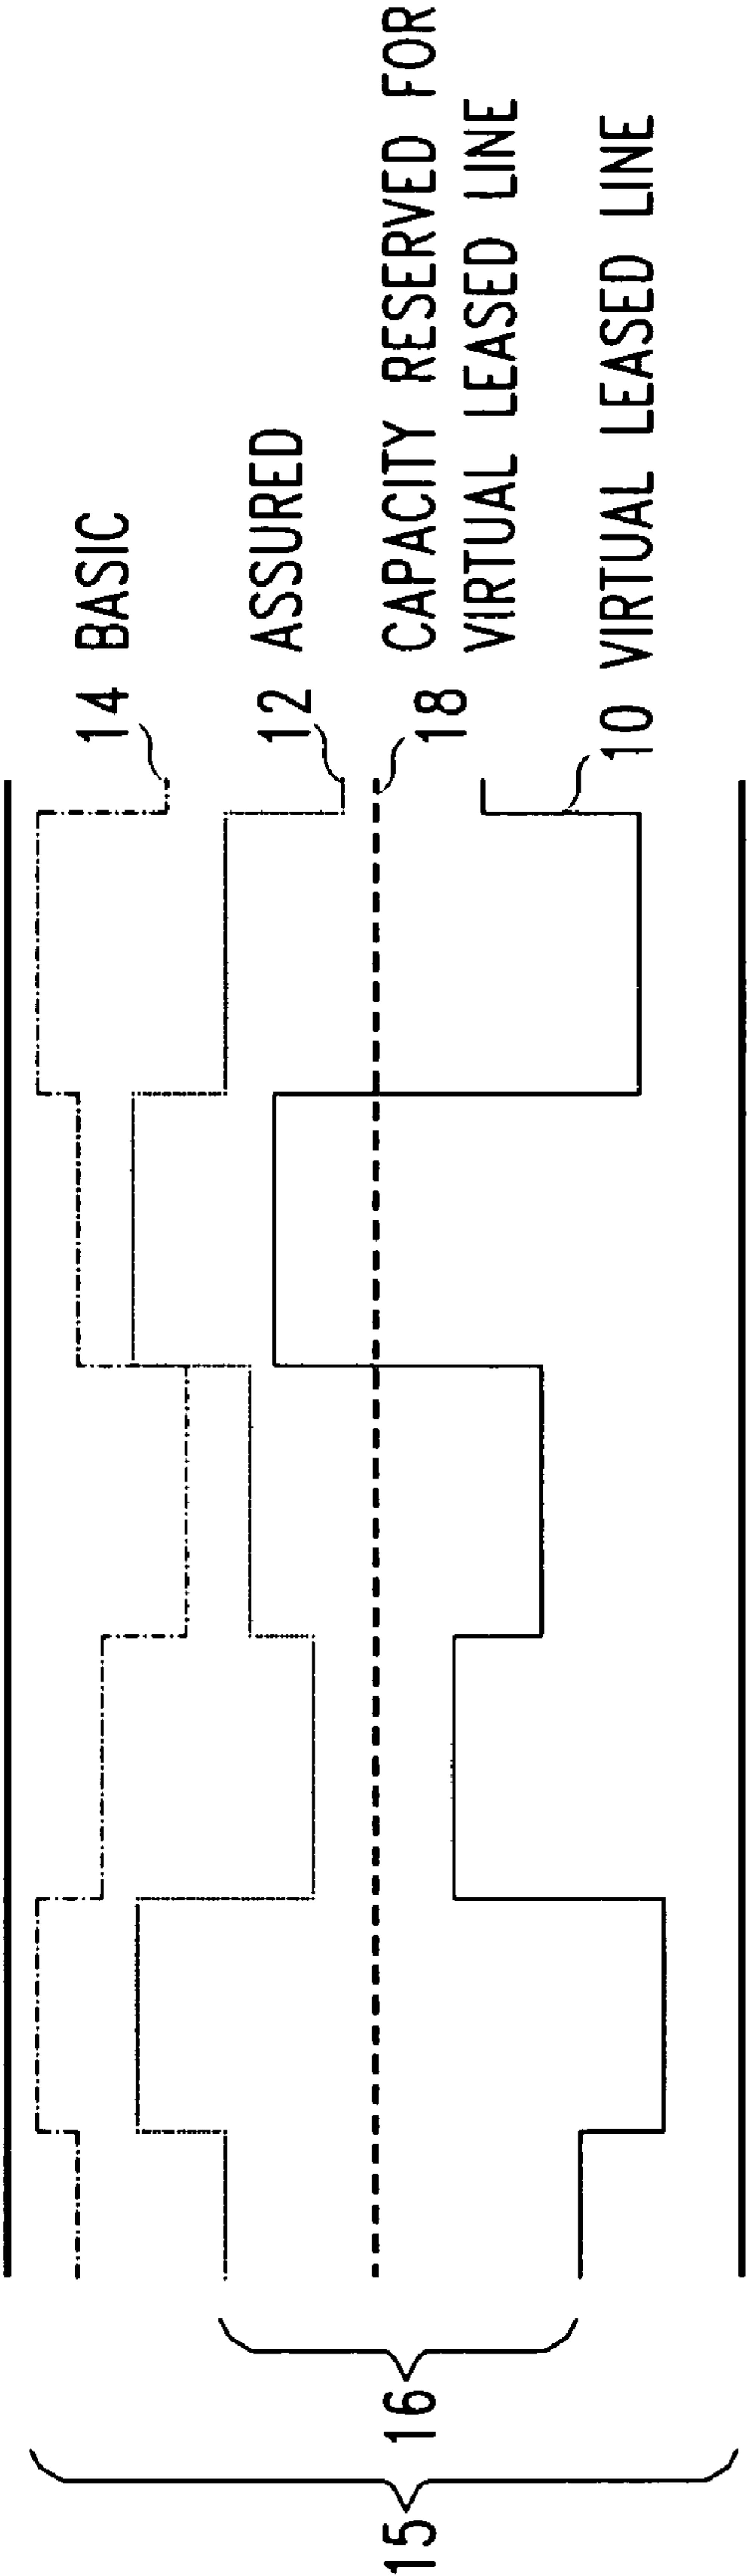 14 BASIC
12 ASSURED
CAPACITY RESERVED FOR
18 VIRTUAL LEASED LINE
10 VIRTUAL LEASED LINE
16
15